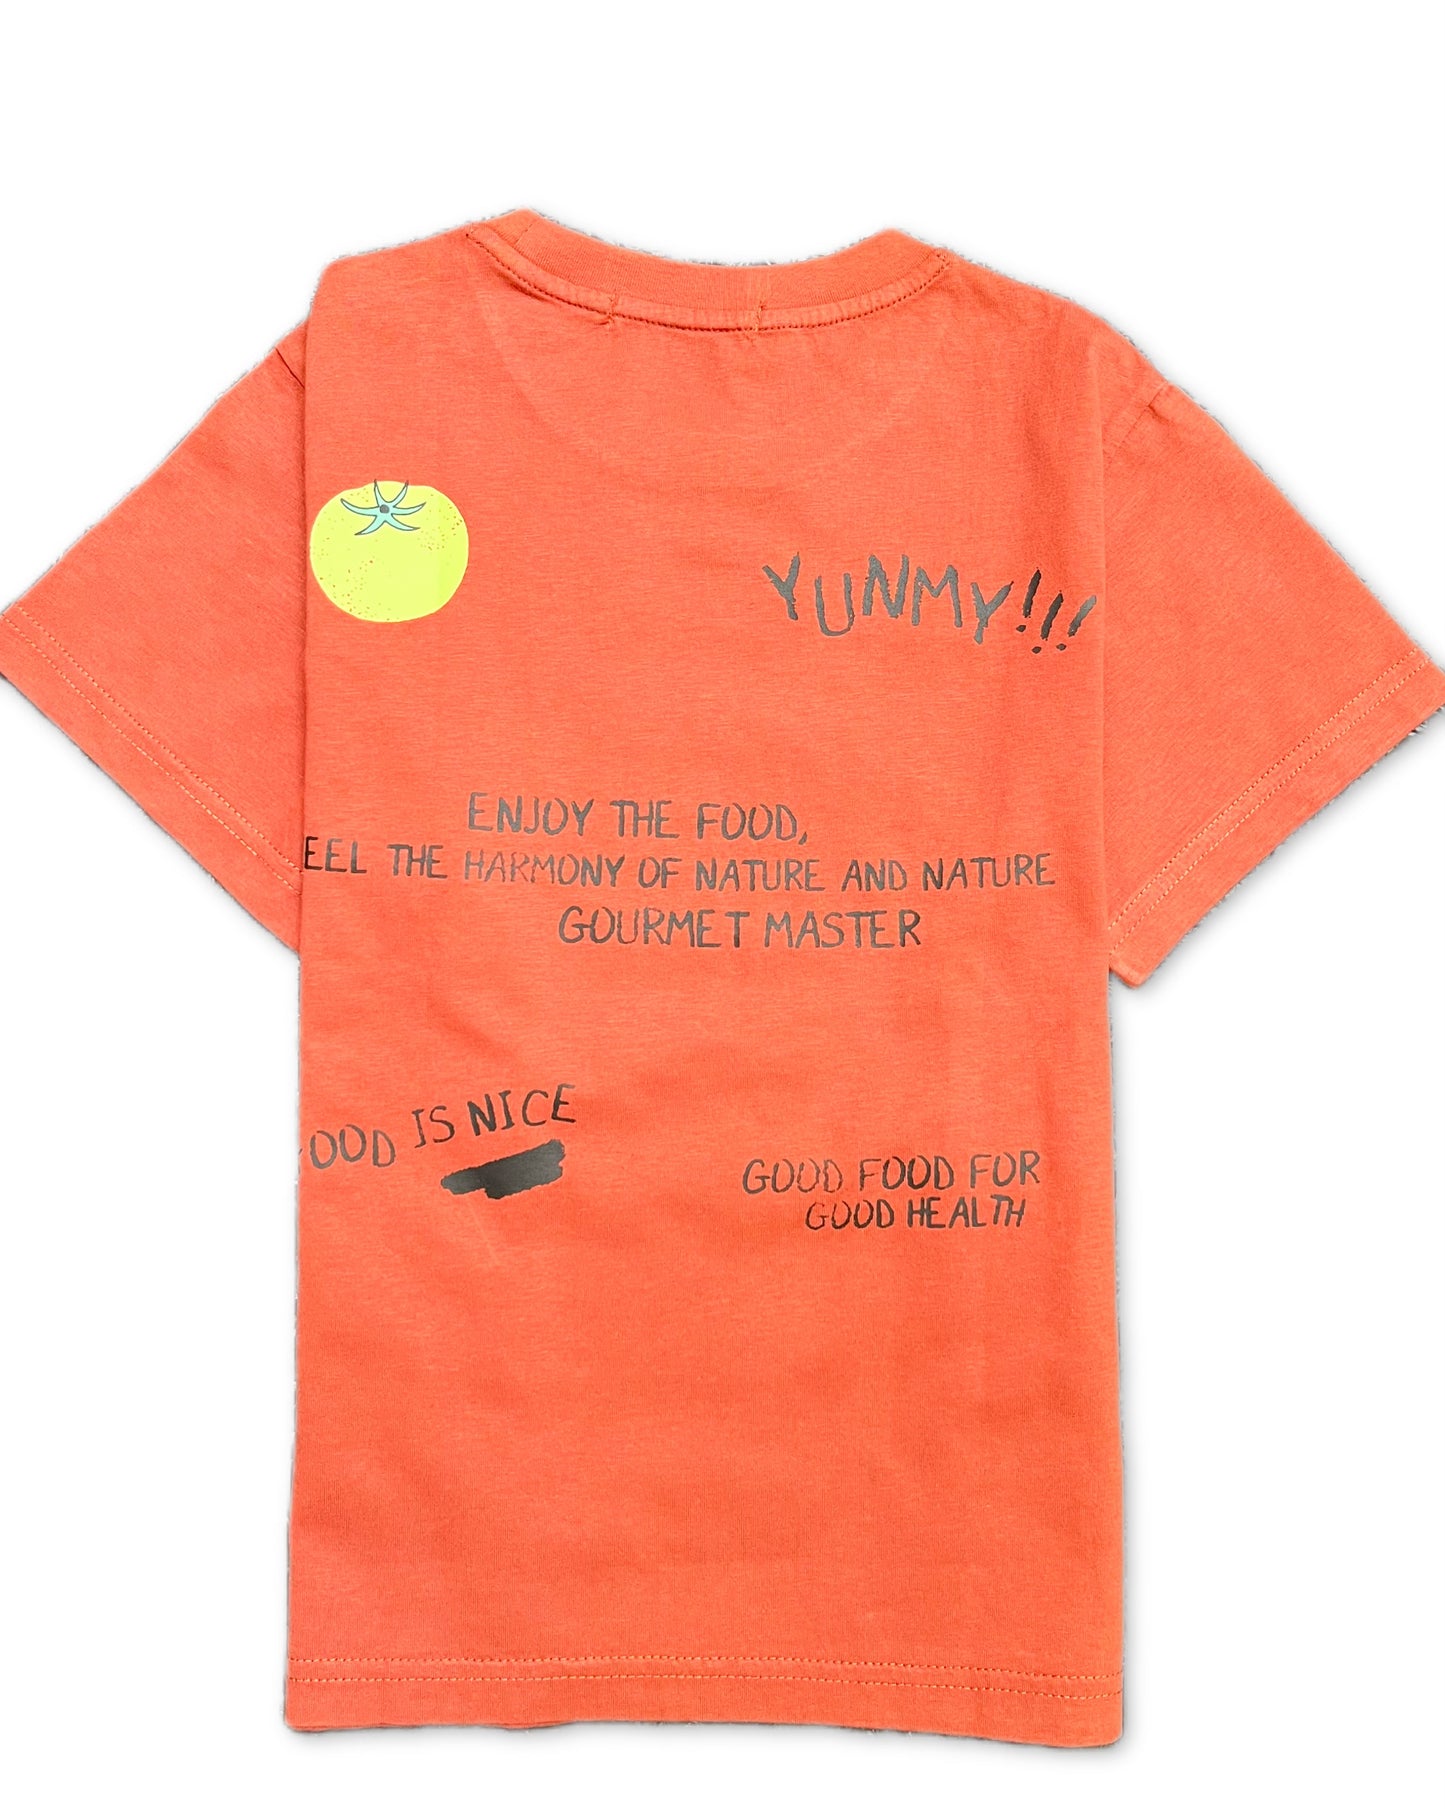 YUNMY!!!
ENJOY THE FOOD,
EEL THE HARMONY OF NATURE AND NATURE
GOURMET MASTER
OOD IS NICE
GOOD FOOD FOR
GOOD HEALTH